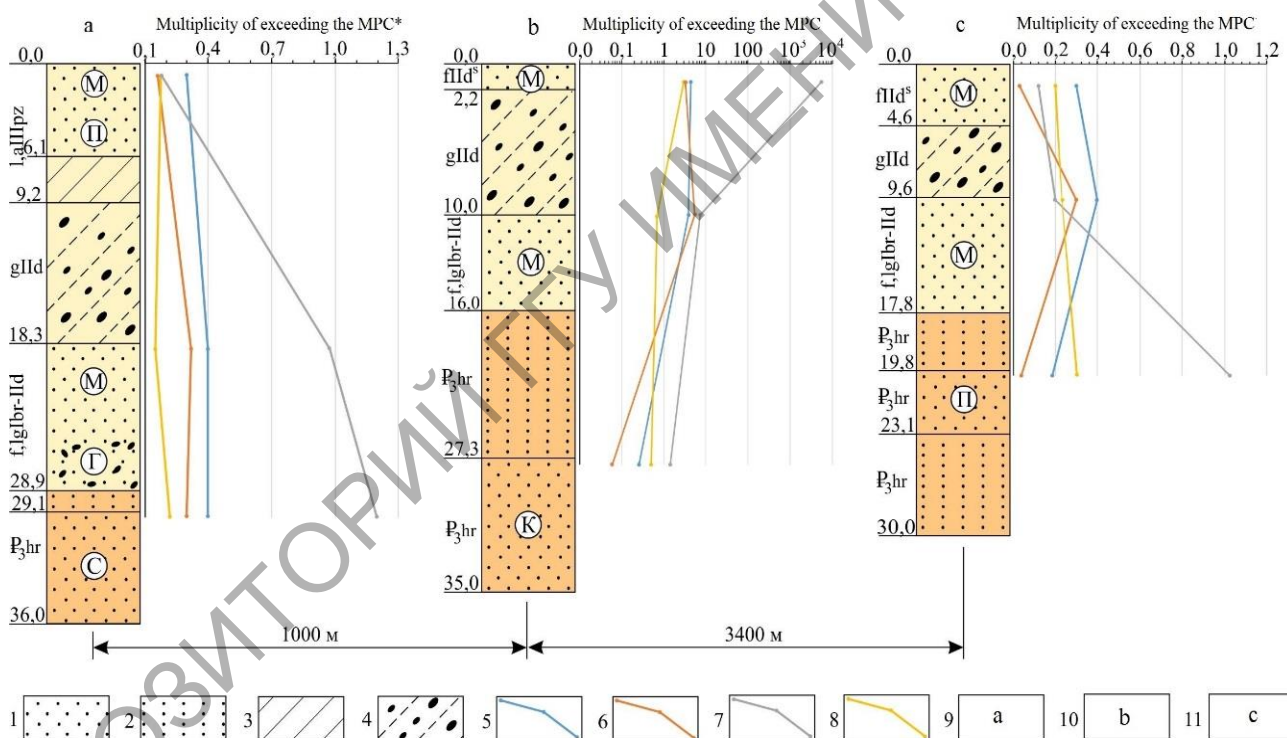 a
Multiplicity of exceeding the MPC*
0,1 0,4 0,7 1,0 1,3
0,0
М
П
l,aIIIpz
6,1
9,2
gIId
18,3
f,lgIbr-IId
М
Г
28,9
29,1
₽₃hr
С
36,0
b
Multiplicity of exceeding the MPC
0,0 0,1 1 10 100 10³ 10⁴
0,0
fIIdˢ
М
2,2
gIId
10,0
f,lgIbr-IId
М
16,0
₽₃hr
27,3
₽₃hr
К
35,0
c
Multiplicity of exceeding the MPC
0,0 0,2 0,4 0,6 0,8 1,0 1,2
0,0
fIIdˢ
М
4,6
gIId
9,6
f,lgIbr-IId
М
17,8
₽₃hr
19,8
₽₃hr
П
23,1
₽₃hr
30,0
1000 м
3400 м
1 2 3 4 5 6 7 8 9 a 10 b 11 c
ОЗИТОРИЙ ГГУ ИМЕНИ